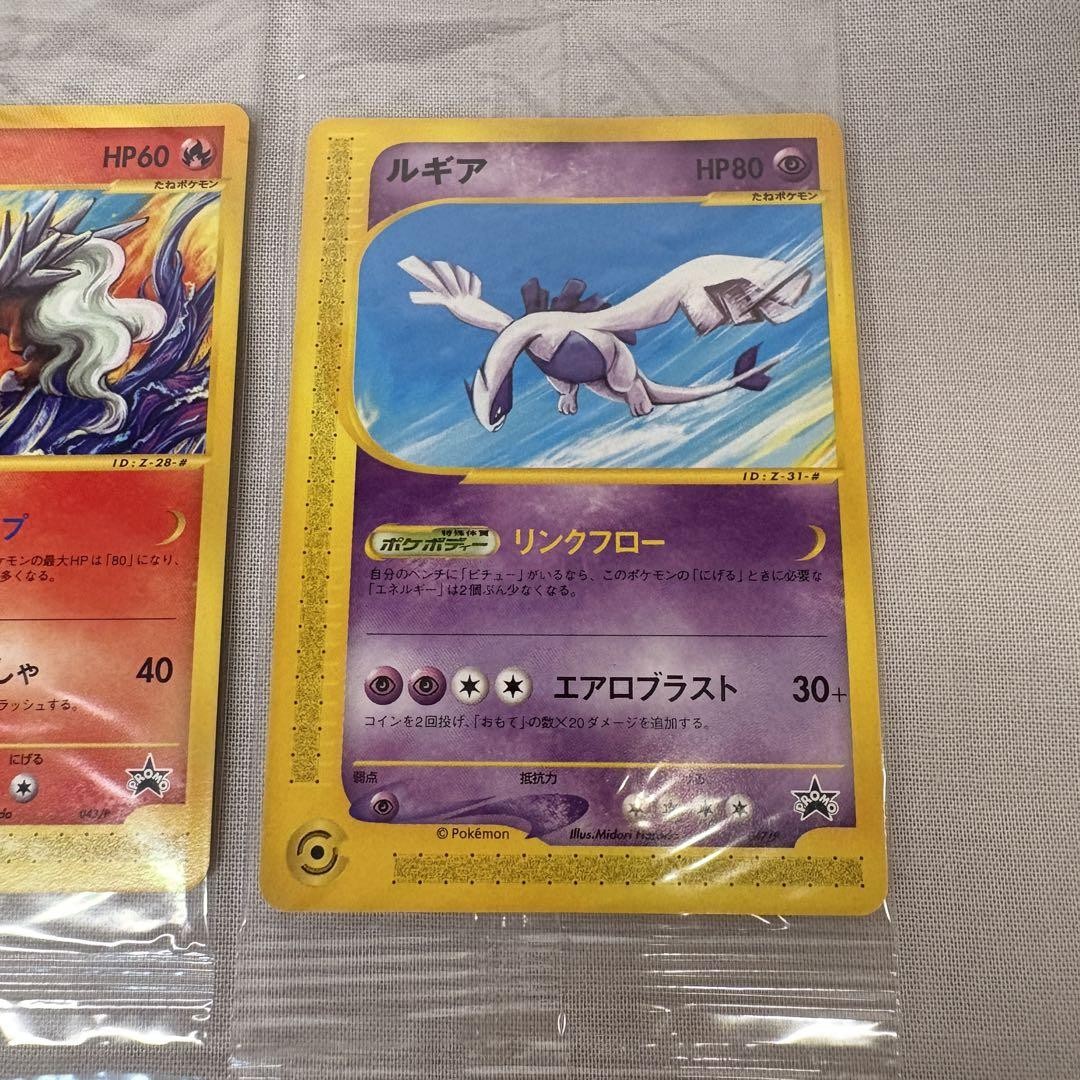 HP60
たねポケモン
ID:Z-28-#
プ
ケモンの最大HPは「80」になり、
多くなる。
しゃ 40
ラッシュする。
にげる
PROMO
043/P
ルギア HP80
たねポケモン
ID:Z-31-#
特殊体質
ポケボディー リンクフロー
自分のベンチに「ピチュー」がいるなら、このポケモンの「にげる」ときに必要な
「エネルギー」は2個ぶん少なくなる。
エアロブラスト 30+
コインを2回投げ、「おもて」の数×20ダメージを追加する。
弱点 抵抗力
PROMO
© Pokémon Illus.Midori